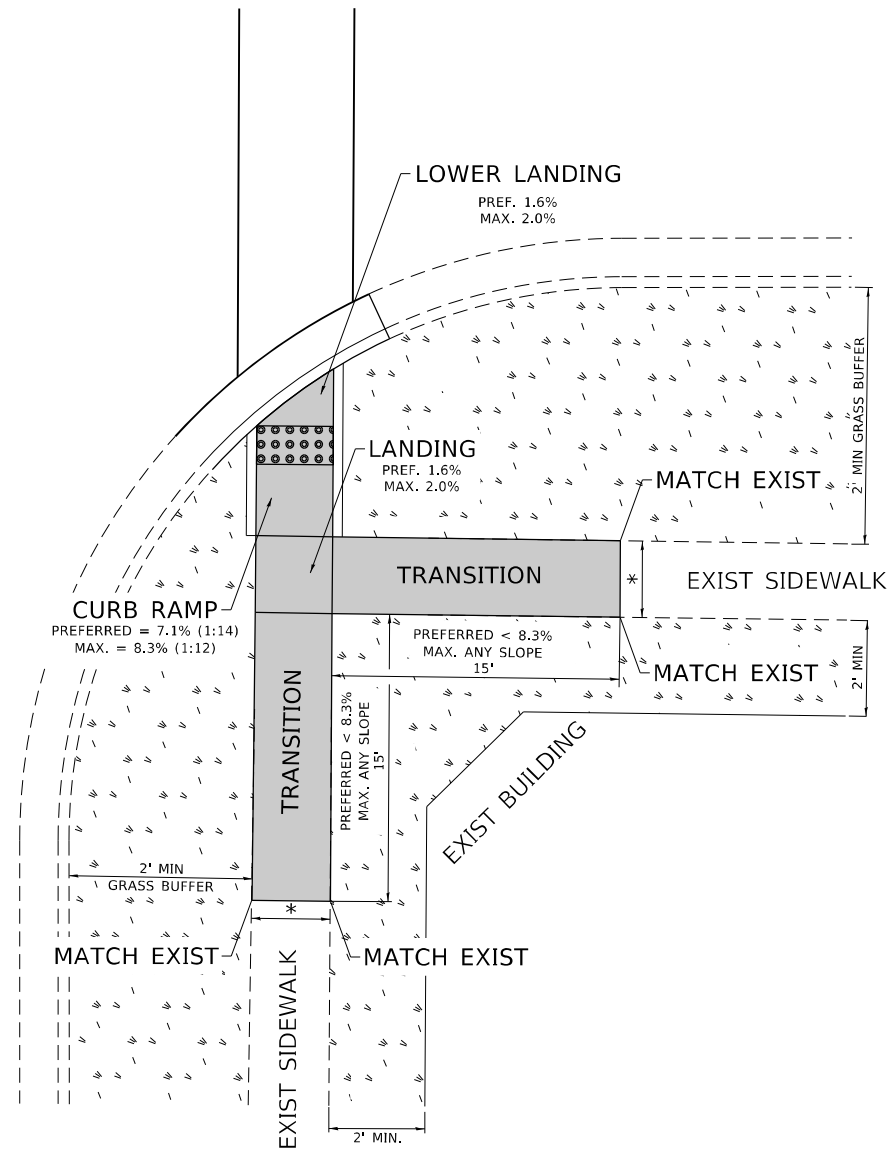 LOWER LANDING
PREF. 1.6%
MAX. 2.0%
2' MIN GRASS BUFFER
LANDING
PREF. 1.6%
MAX. 2.0%
MATCH EXIST
TRANSITION
*
EXIST SIDEWALK
CURB RAMP
PREFERRED = 7.1% (1:14)
MAX. = 8.3% (1:12)
PREFERRED < 8.3%
MAX. ANY SLOPE
15'
MATCH EXIST
2' MIN
TRANSITION
PREFERRED < 8.3%
MAX. ANY SLOPE
15'
EXIST BUILDING
2' MIN
GRASS BUFFER
*
MATCH EXIST
MATCH EXIST
EXIST SIDEWALK
2' MIN.